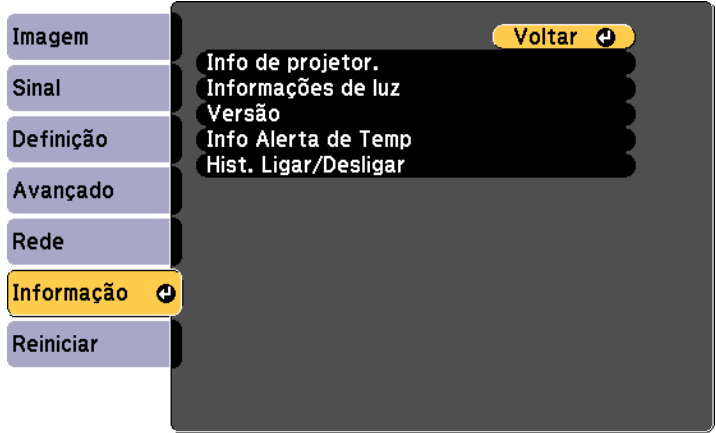 Imagem
Sinal
Definição
Avançado
Rede
Informação
Reiniciar
Voltar
Info de projetor.
Informações de luz
Versão
Info Alerta de Temp
Hist. Ligar/Desligar